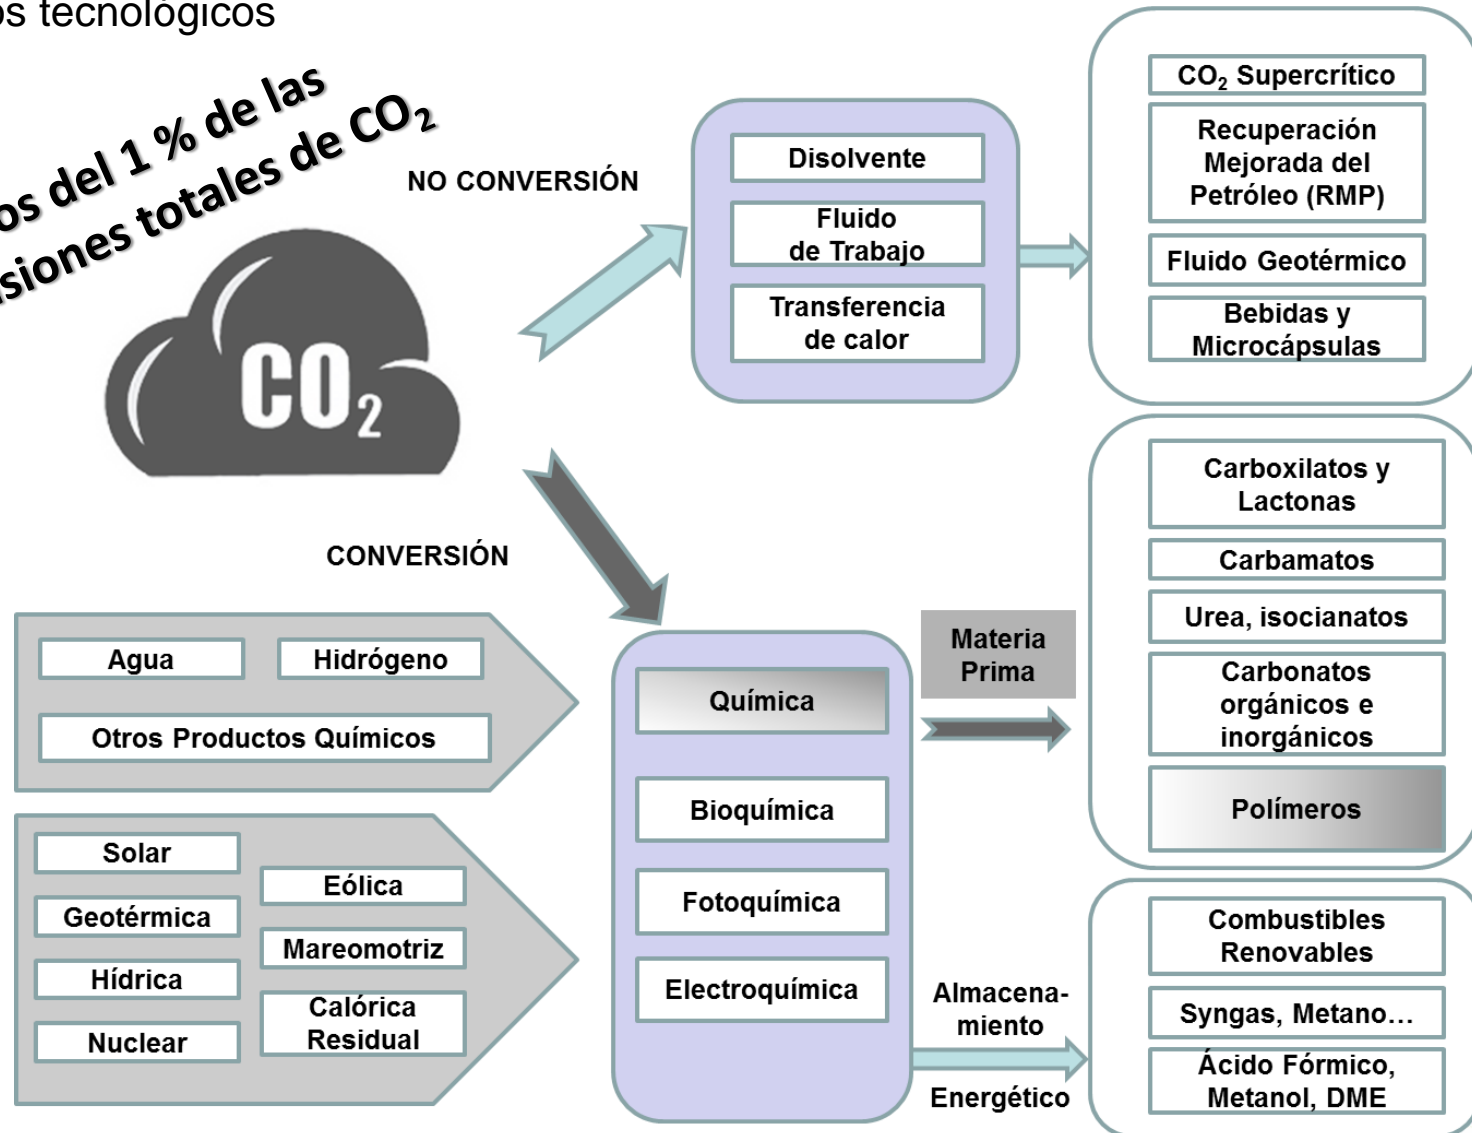 tecnológicos
del 1 % de las
totales de CO₂
NO CONVERSIÓN
CO₂
CONVERSIÓN
Disolvente
Fluido
de Trabajo
Transferencia
de calor
CO₂ Supercrítico
Recuperación
Mejorada del
Petróleo (RMP)
Fluido Geotérmico
Bebidas y
Microcápsulas
Agua
Hidrógeno
Otros Productos Químicos
Solar
Geotérmica
Hídrica
Nuclear
Eólica
Mareomotriz
Calórica
Residual
Química
Bioquímica
Fotoquímica
Electroquímica
Materia
Prima
Carboxilatos y
Lactonas
Carbamatos
Urea, isocianatos
Carbonatos
orgánicos e
inorgánicos
Polímeros
Almacena-
miento
Energético
Combustibles
Renovables
Syngas, Metano...
Ácido Fórmico,
Metanol, DME